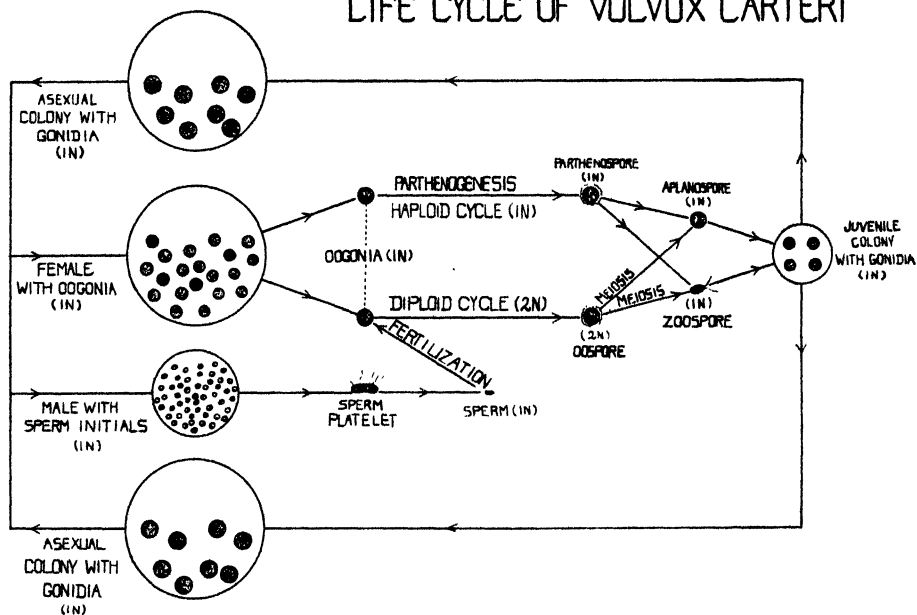 LIFE CYCLE OF VOLVOX CARTERI
ASEXUAL
COLONY WITH
GONIDIA
(1N)
PARTHENOGENESIS
HAPLOID CYCLE (1N)
PARTHENOSPORE
(1N)
APLANOSPORE
(1N)
JUVENILE
COLONY
WITH GONIDIA
(1N)
FEMALE
WITH OOGONIA
(1N)
OOGONIA (1N)
DIPLOID CYCLE (2N)
MEIOSIS
MEIOSIS
(2N)
OOSPORE
(1N)
ZOOSPORE
FERTILIZATION
MALE WITH
SPERM INITIALS
(1N)
SPERM
PLATELET
SPERM (1N)
ASEXUAL
COLONY WITH
GONIDIA
(1N)